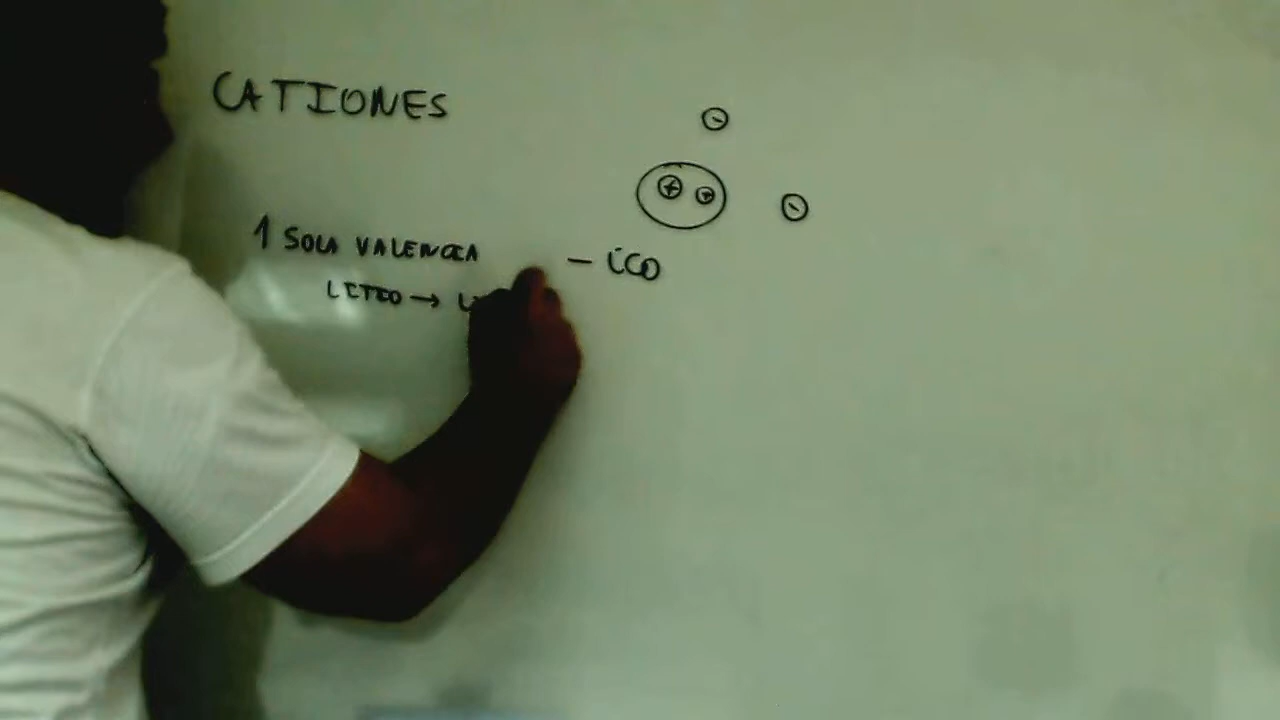 CATIONES
1 SOLA VALENCIA - ico
LITIO →